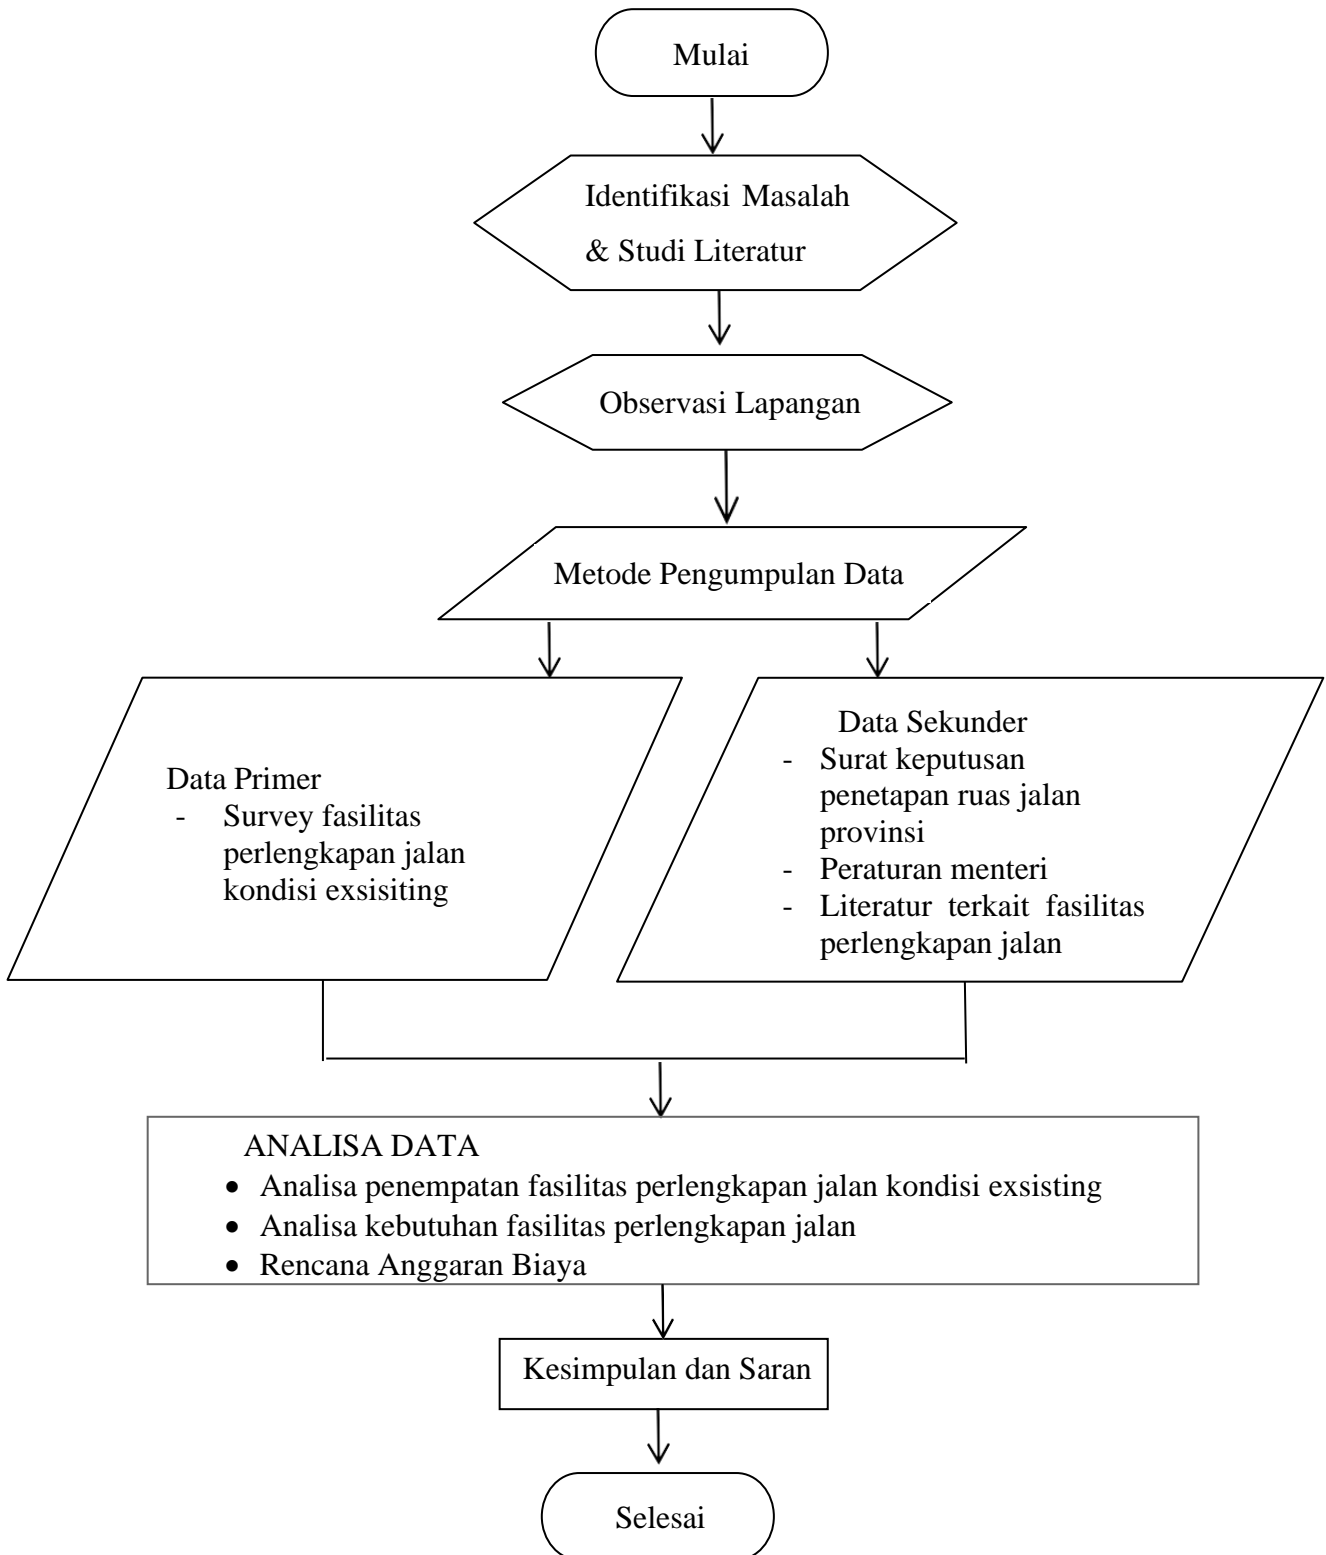 Mulai
Identifikasi Masalah
& Studi Literatur
Observasi Lapangan
Metode Pengumpulan Data
Data Primer
- Survey fasilitas
perlengkapan jalan
kondisi exsisiting
Data Sekunder
- Surat keputusan
penetapan ruas jalan
provinsi
- Peraturan menteri
- Literatur terkait fasilitas
perlengkapan jalan
ANALISA DATA
• Analisa penempatan fasilitas perlengkapan jalan kondisi exsisting
• Analisa kebutuhan fasilitas perlengkapan jalan
• Rencana Anggaran Biaya
Kesimpulan dan Saran
Selesai